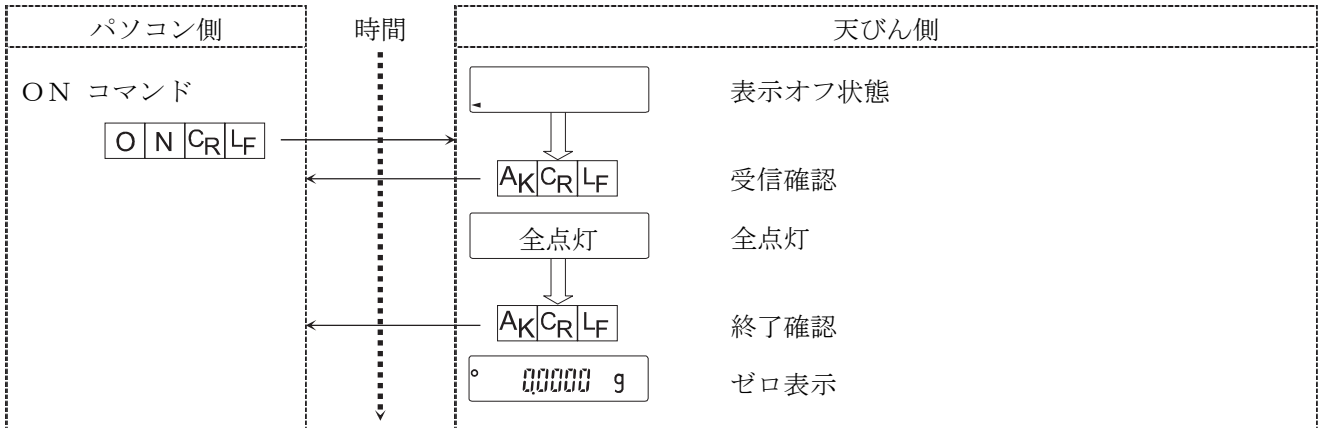 パソコン側 時間 天びん側
ON コマンド
表示オフ状態
O N CR LF
AK CR LF 受信確認
全点灯 全点灯
AK CR LF 終了確認
0.0000 g ゼロ表示